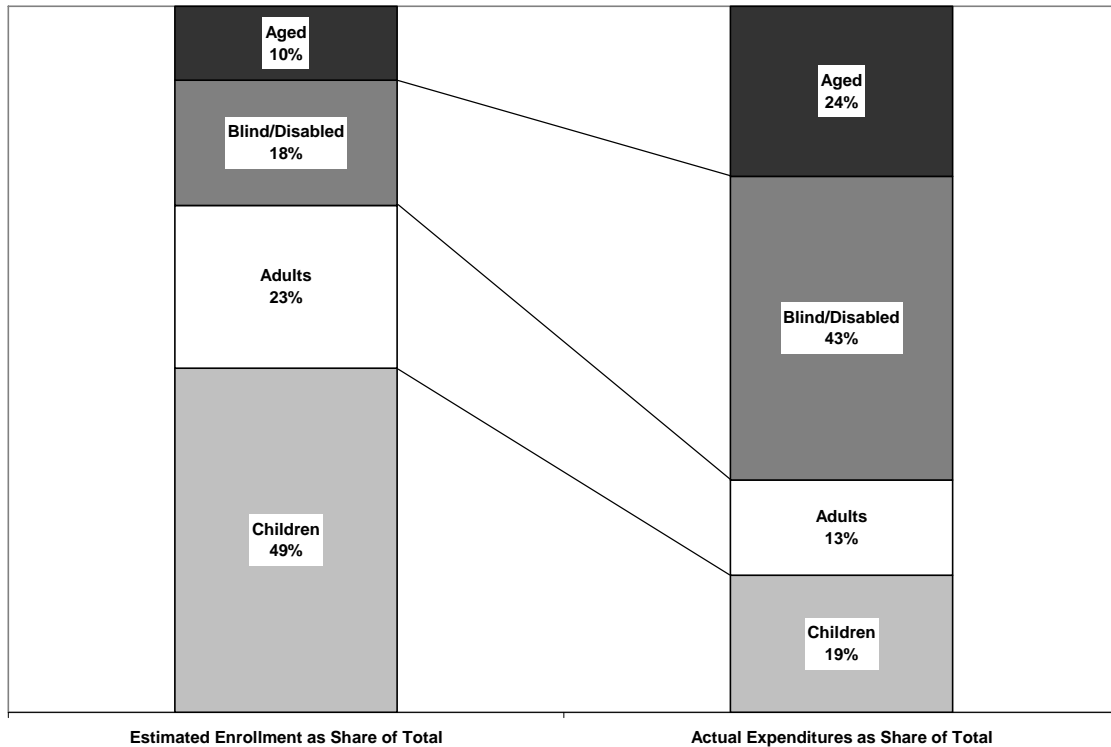 Aged
10%
Blind/Disabled
18%
Adults
23%
Children
49%
Aged
24%
Blind/Disabled
43%
Adults
13%
Children
19%
Estimated Enrollment as Share of Total
Actual Expenditures as Share of Total